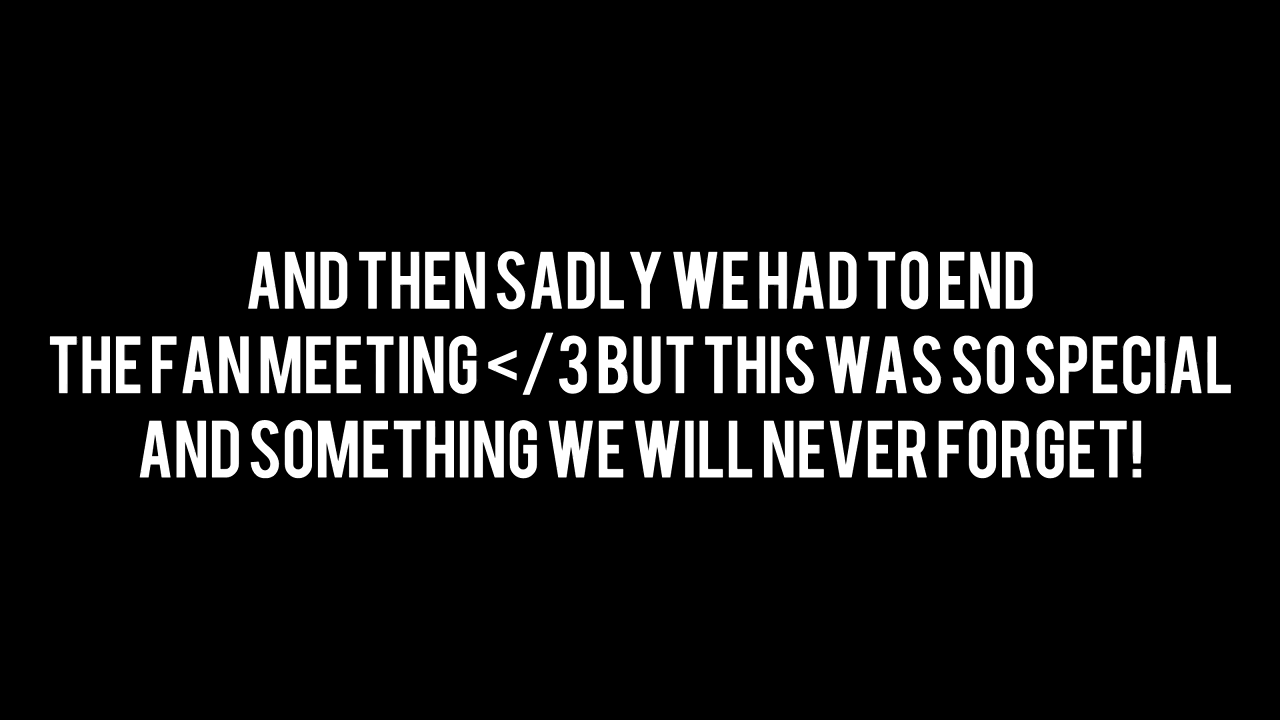 AND THEN SADLY WE HAD TO END
THE FAN MEETING </3 BUT THIS WAS SO SPECIAL
AND SOMETHING WE WILL NEVER FORGET!